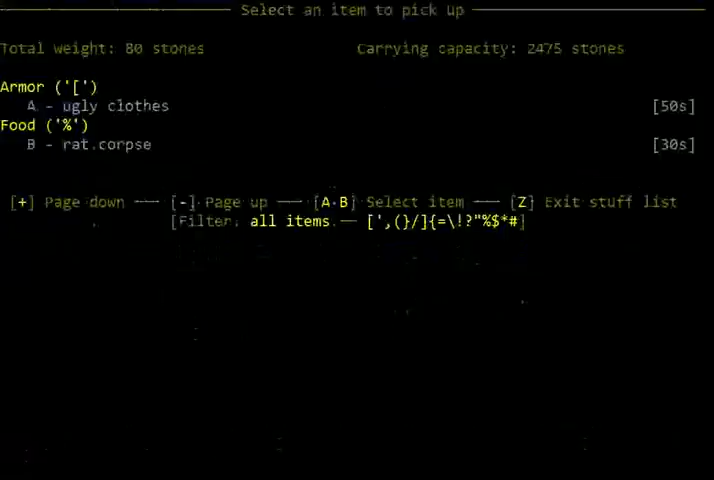 Select an item to pick up
Total weight: 80 stones Carrying capacity: 2475 stones
Armor ('[')
A - ugly clothes [50s]
Food ('%')
B - rat corpse [30s]
[+] Page down — [-] Page up — [A-B] Select item — [Z] Exit stuff list
[Filter: all items — [',(}/]{=\!?"%$*#]